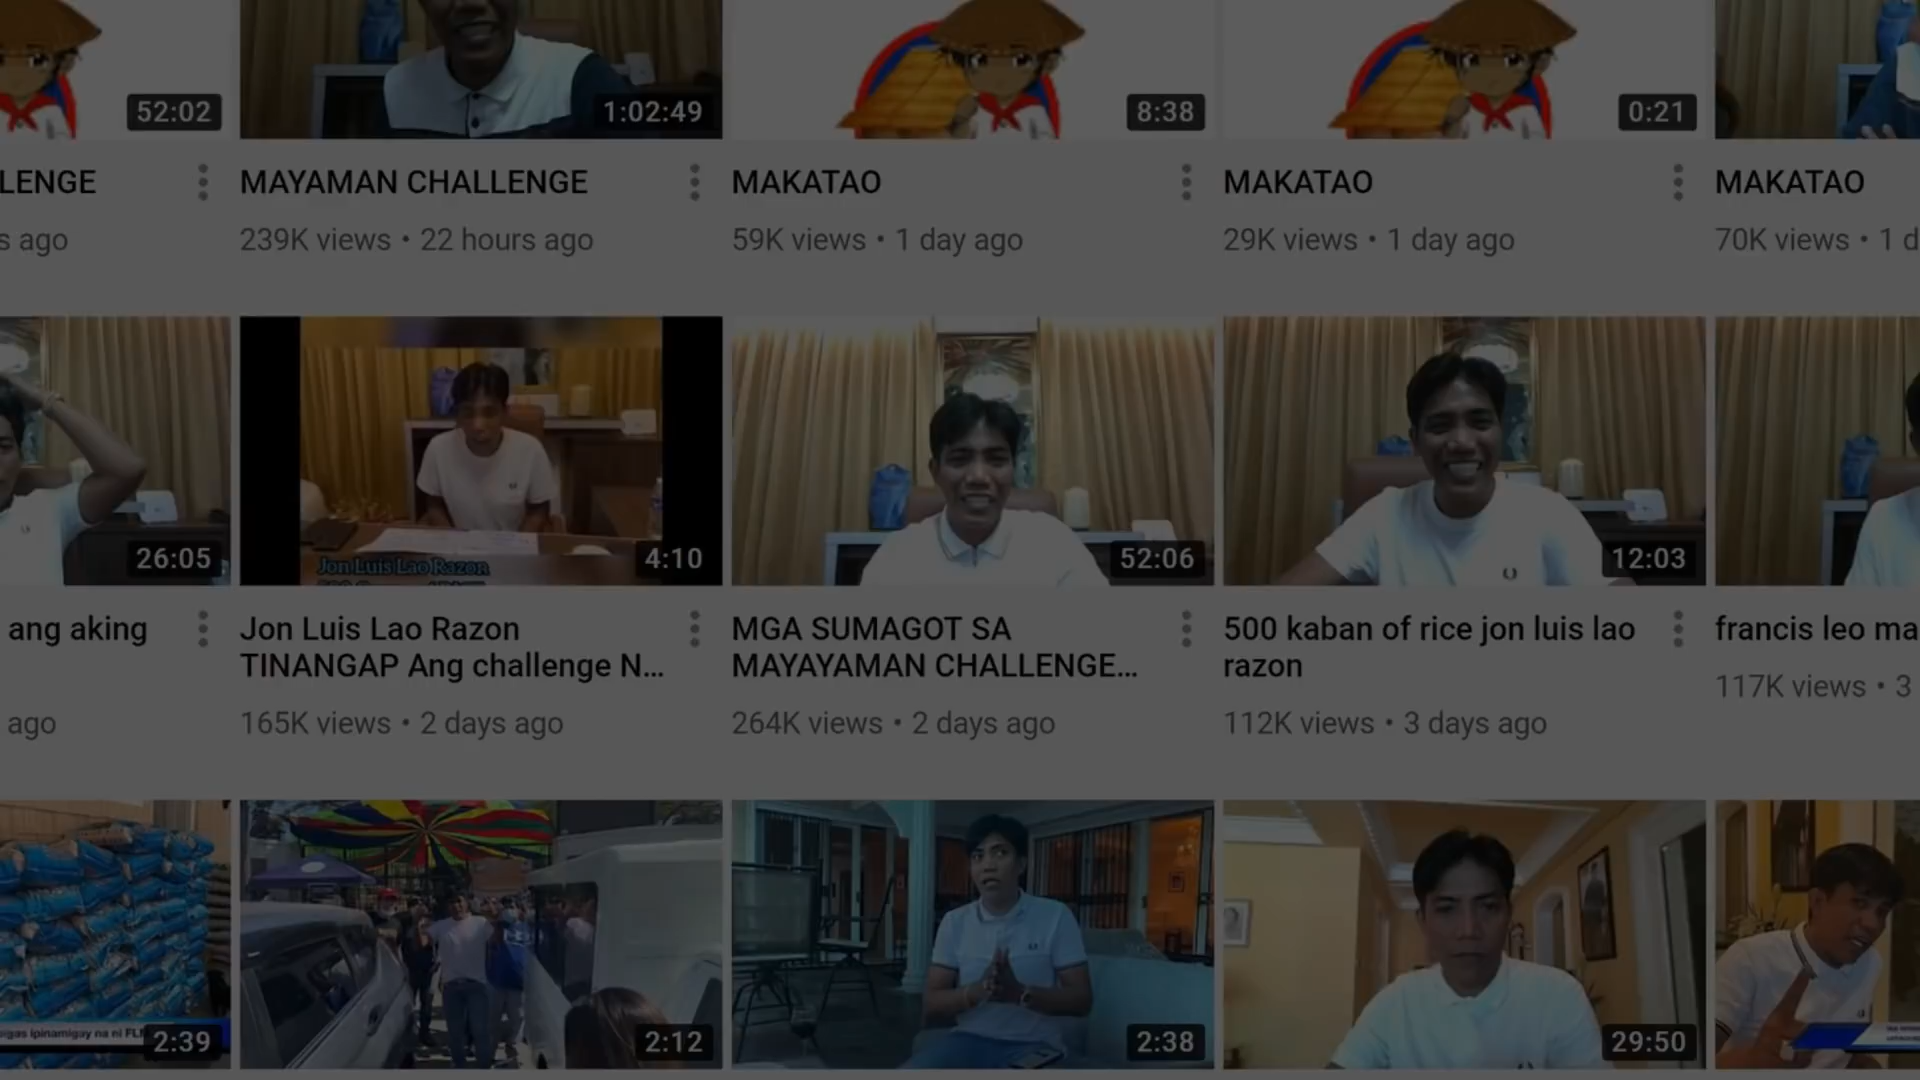 52:02
1:02:49
8:38
0:21
LENGE
MAYAMAN CHALLENGE
MAKATAO
MAKATAO
MAKATAO
s ago
239K views • 22 hours ago
59K views • 1 day ago
29K views • 1 day ago
70K views • 1 d
Jon Luis Lao Razon
26:05
4:10
52:06
12:03
ang aking
Jon Luis Lao Razon
TINANGAP Ang challenge N...
MGA SUMAGOT SA
MAYAYAMAN CHALLENGE...
500 kaban of rice jon luis lao
razon
francis leo ma
ago
165K views • 2 days ago
264K views • 2 days ago
112K views • 3 days ago
117K views • 3
igas ipinamigay na ni FLM
2:39
2:12
2:38
29:50